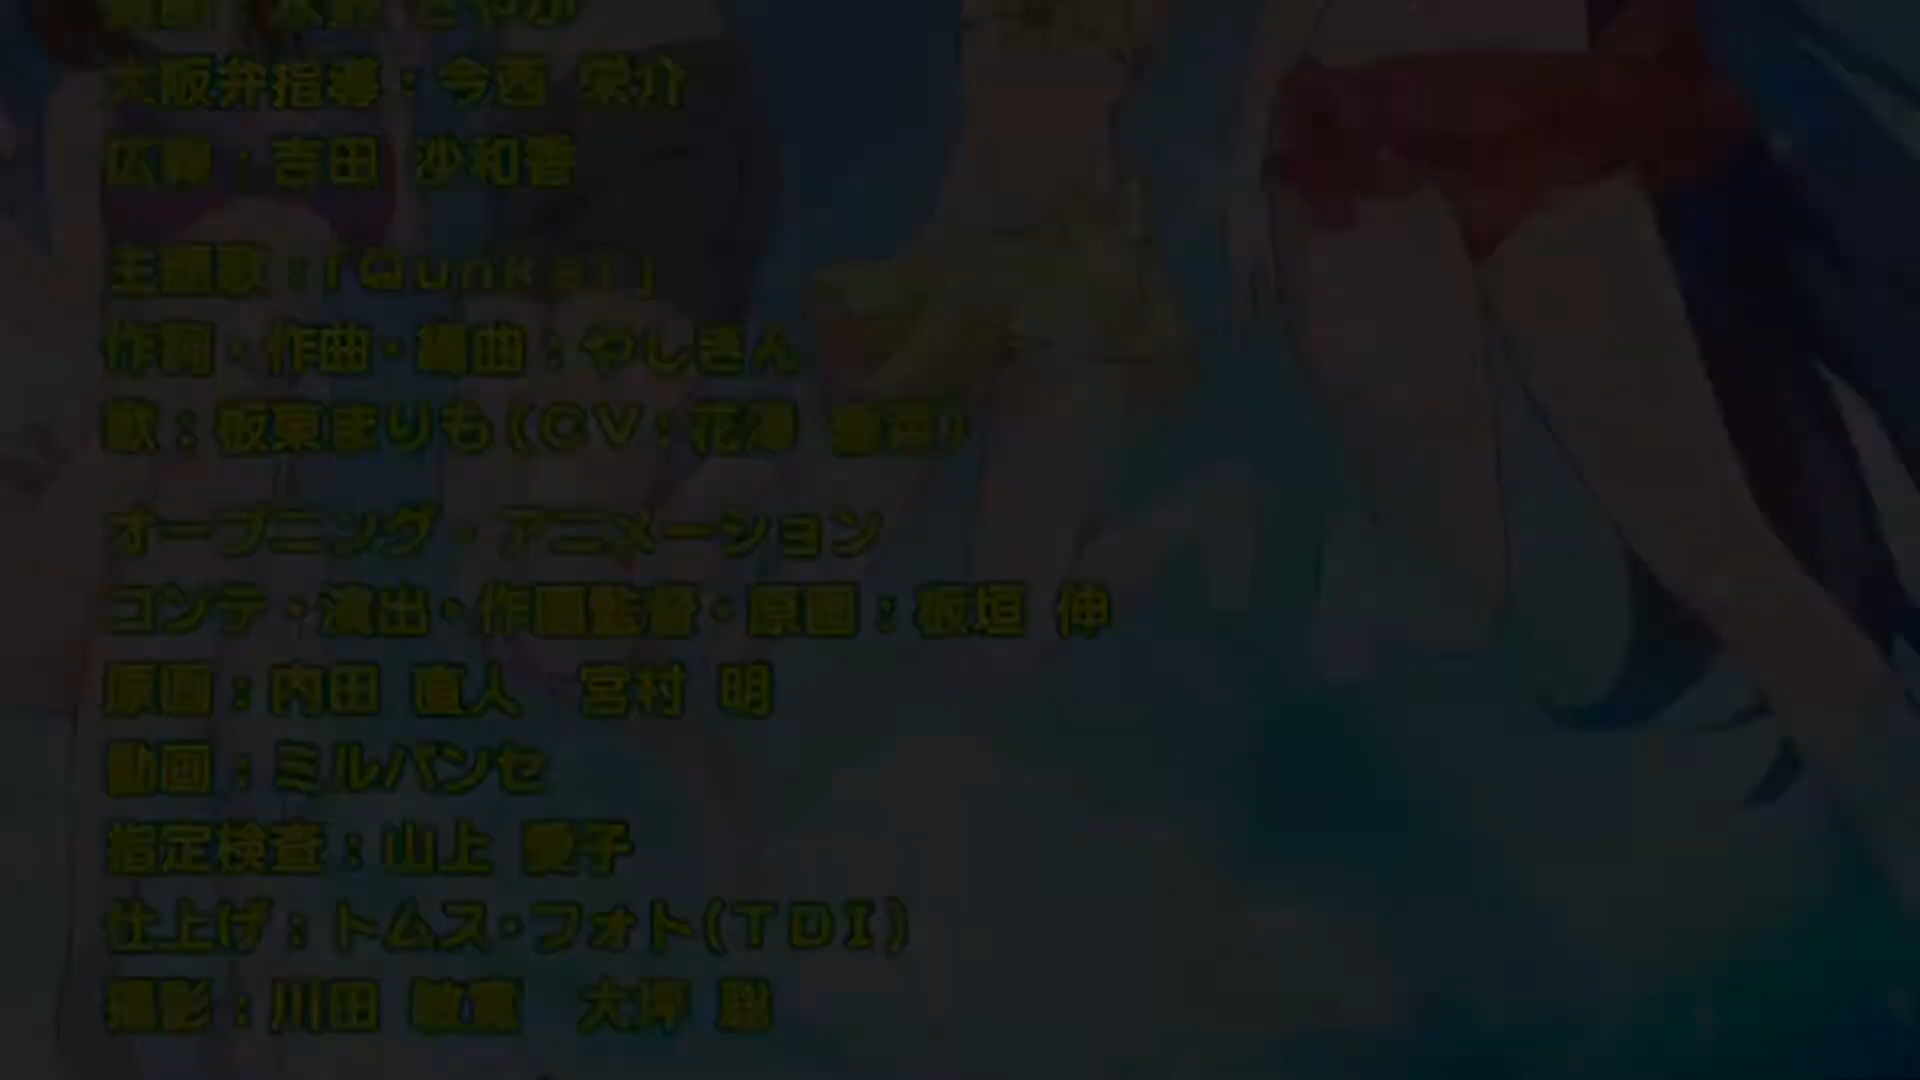 大阪弁指導：今西 栄介
広報：吉田 沙和香
主題歌：「Ｑｕｎｋａ！」
作詞・作曲・編曲：やしきん
歌：板東まりも（ＣＶ：花澤 香菜）
オープニング・アニメーション
コンテ・演出・作画監督・原画：板垣 伸
原画：内田 直人　宮村 明
動画：ミルパンセ
指定検査：山上 愛子
仕上げ：トムス・フォト（ＴＤＩ）
撮影：川田 敏寛　大坪 聡